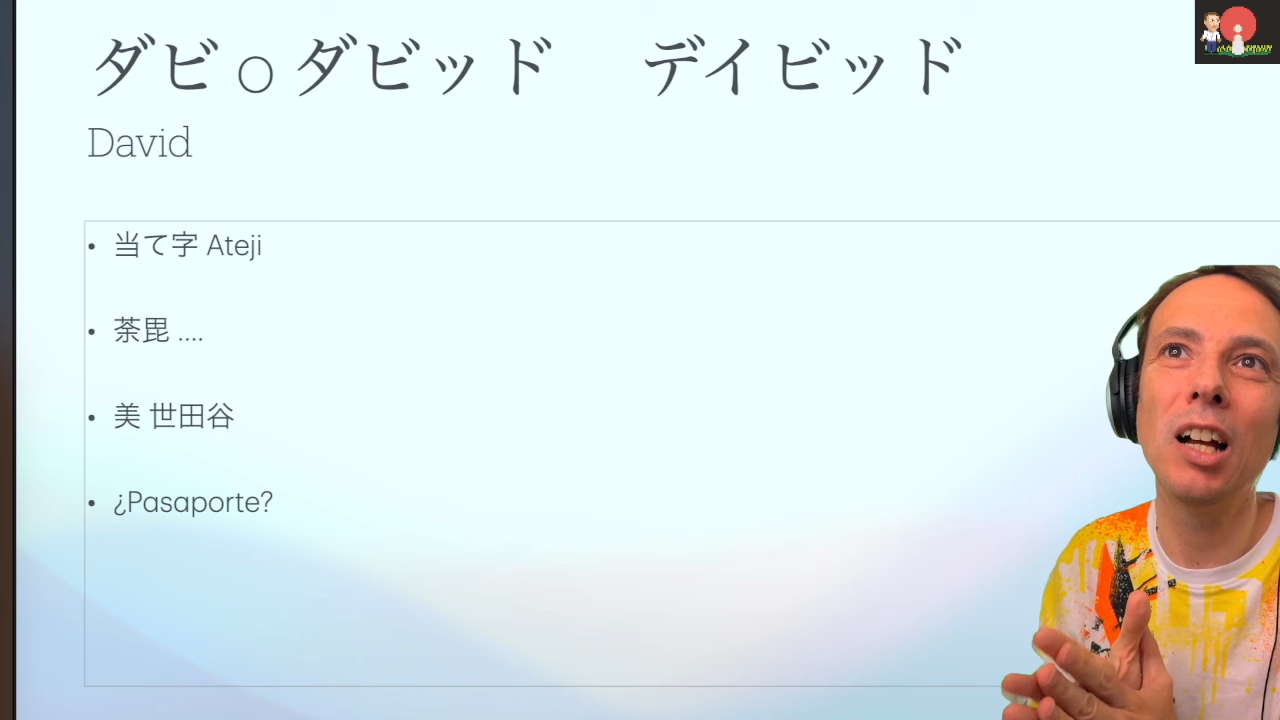 ダビ o ダビッド　デイビッド
David
• 当て字 Ateji
• 荼毘 ....
• 美 世田谷
• ¿Pasaporte?